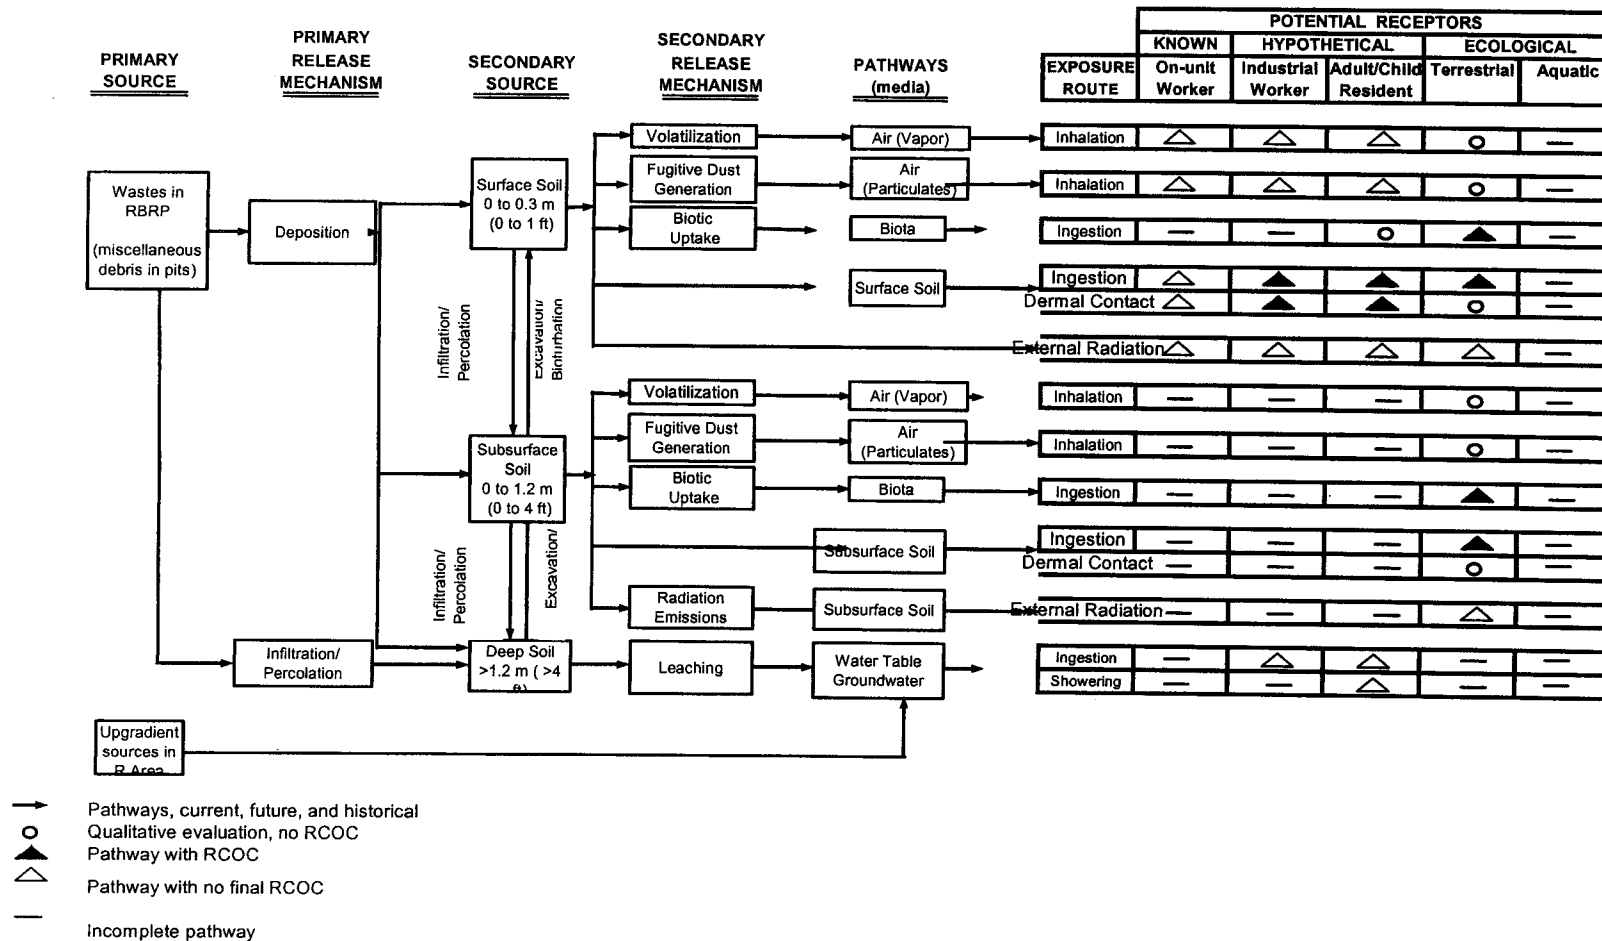 POTENTIAL RECEPTORS
KNOWN HYPOTHETICAL ECOLOGICAL
EXPOSURE ROUTE
On-unit Worker
Industrial Worker
Adult/Child Resident
Terrestrial
Aquatic
PRIMARY
SOURCE
PRIMARY
RELEASE
MECHANISM
SECONDARY
SOURCE
SECONDARY
RELEASE
MECHANISM
PATHWAYS
(media)
Wastes in
RBRP
(miscellaneous
debris in pits)
Deposition
Surface Soil
0 to 0.3 m
(0 to 1 ft)
Volatilization
Air (Vapor)
Inhalation
Fugitive Dust
Generation
Air
(Particulates)
Inhalation
Biotic
Uptake
Biota
Ingestion
Surface Soil
Ingestion
Dermal Contact
External Radiation
Infiltration/
Percolation
Excavation/
Bioturbation
Subsurface
Soil
0 to 1.2 m
(0 to 4 ft)
Volatilization
Air (Vapor)
Inhalation
Fugitive Dust
Generation
Air
(Particulates)
Inhalation
Biotic
Uptake
Biota
Ingestion
Subsurface Soil
Ingestion
Dermal Contact
Radiation
Emissions
Subsurface Soil
External Radiation
Infiltration/
Percolation
Excavation/
Infiltration/
Percolation
Deep Soil
>1.2 m ( >4
ft)
Leaching
Water Table
Groundwater
Ingestion
Showering
Upgradient
sources in
R Area
Pathways, current, future, and historical
Qualitative evaluation, no RCOC
Pathway with RCOC
Pathway with no final RCOC
Incomplete pathway